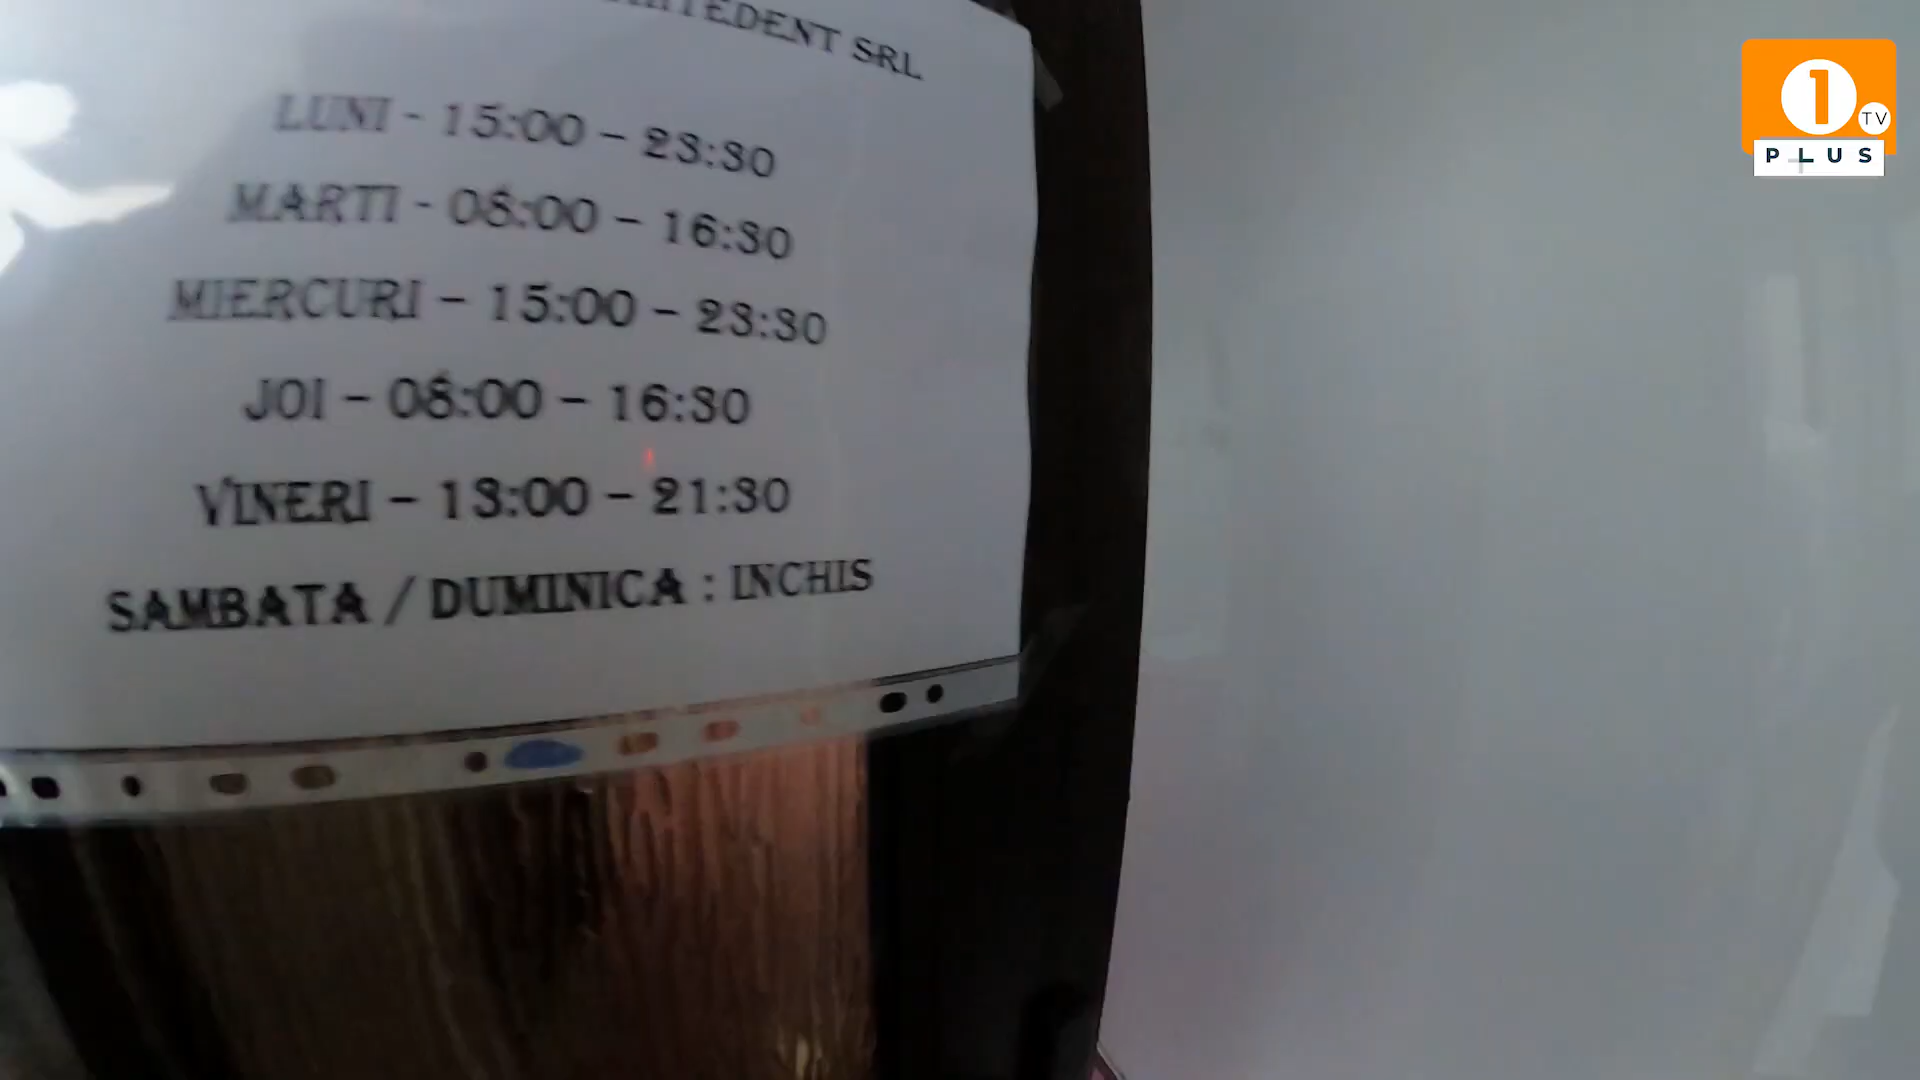 SRL
LUNI - 15:00 - 23:30
MARTI - 08:00 - 16:30
MIERCURI - 15:00 - 23:30
JOI - 08:00 - 16:30
VINERI - 13:00 - 21:30
SAMBATA / DUMINICA : INCHIS
1
TV
PLUS